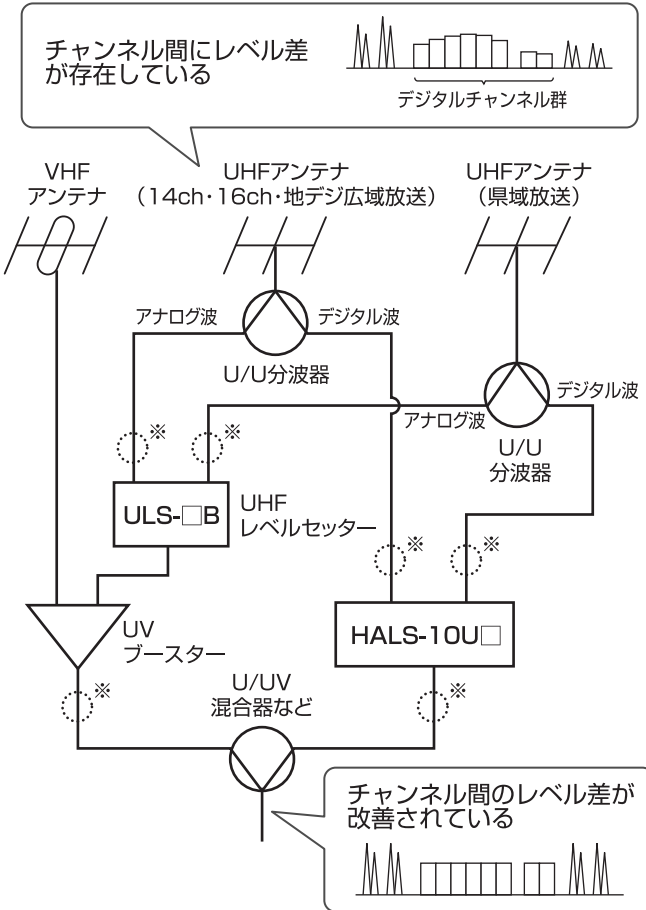 チャンネル間にレベル差
が存在している
デジタルチャンネル群
VHF
アンテナ
UHFアンテナ
（14ch・16ch・地デジ広域放送）
UHFアンテナ
（県域放送）
アナログ波
デジタル波
U/U分波器
アナログ波
デジタル波
U/U
分波器
※
※
ULS-□B
UHF
レベルセッター
※
※
HALS-10U□
UV
ブースター
※
U/UV
混合器など
※
チャンネル間のレベル差が
改善されている